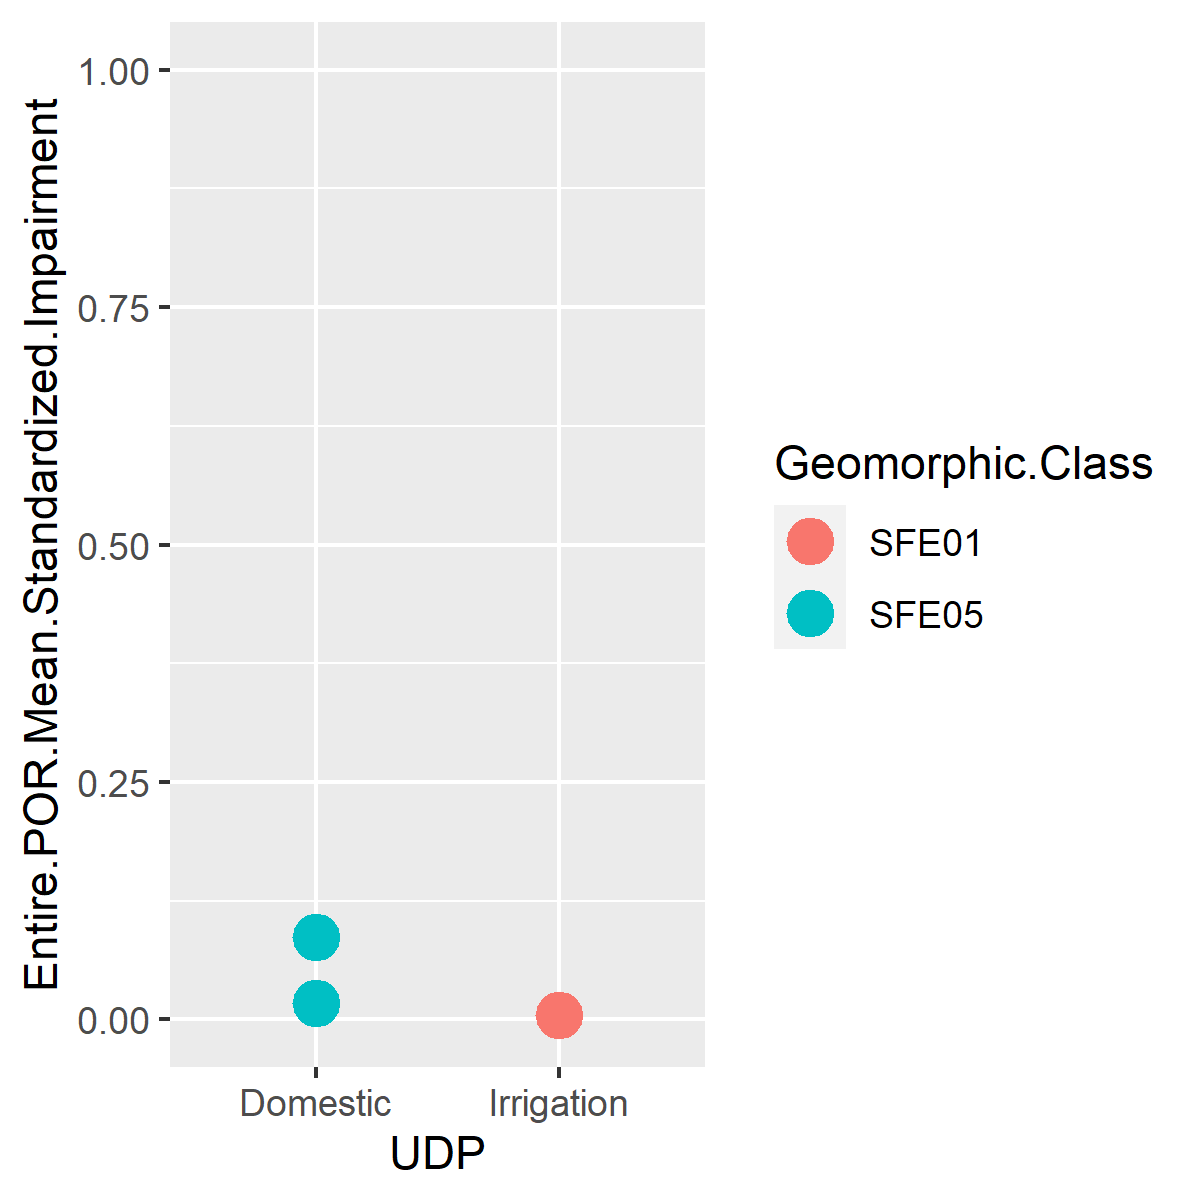 Entire.POR.Mean.Standardized.Impairment
1.00
0.75
0.50
0.25
0.00
Domestic
Irrigation
UDP
Geomorphic.Class
SFE01
SFE05